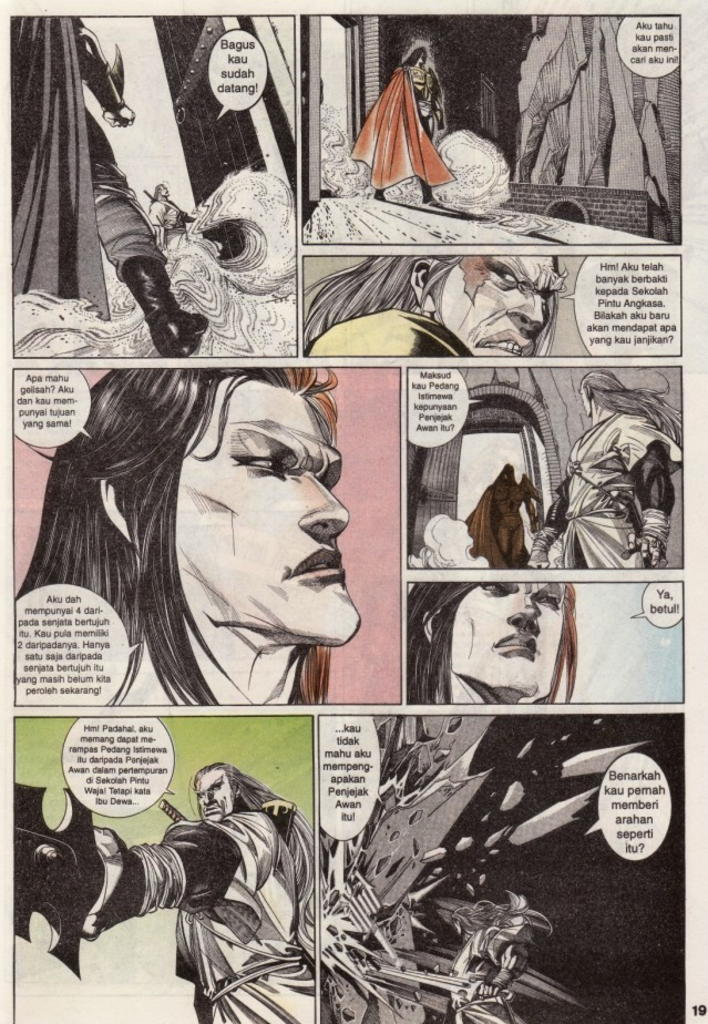 Bagus
kau
sudah
datang!
Aku tahu
kau pasti
akan men-
cari aku ini!
Hm! Aku telah
banyak berbakti
kepada Sekolah
Pintu Angkasa.
Bilakah aku baru
akan mendapat apa
yang kau janjikan?
Apa mahu
gelisah? Aku
dan kau mem-
punyai tujuan
yang sama!
Aku dah
mempunyai 4 dari-
pada senjata bertujuh
itu. Kau pula memiliki
2 daripadanya. Hanya
satu saja daripada
senjata bertujuh itu
yang masih belum kita
peroleh sekarang!
Maksud
kau Pedang
Istimewa
kepunyaan
Penjejak
Awan itu?
Ya,
betul!
Hm! Padahal, aku
memang dapat me-
rampas Pedang Istimewa
itu daripada Penjejak
Awan dalam pertempuran
di Sekolah Pintu
Waja! Tetapi kata
Ibu Dewa...
...kau
tidak
mahu aku
mempeng-
apakan
Penjejak
Awan
itu!
Benarkah
kau pernah
memberi
arahan
seperti
itu?
19